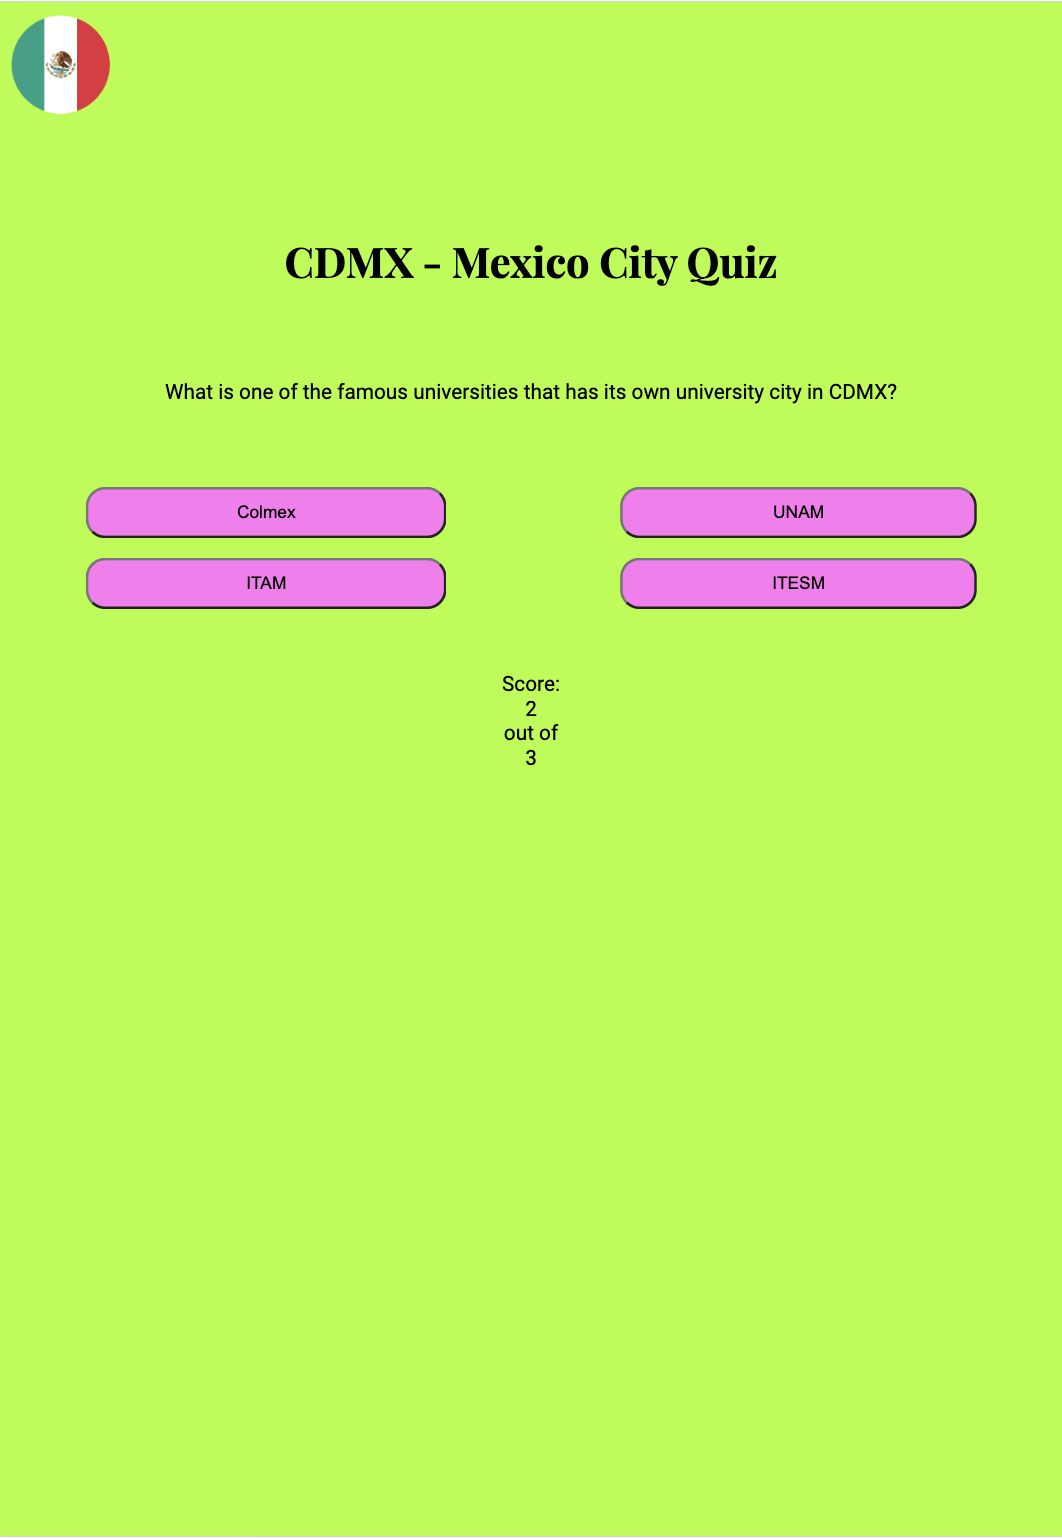 CDMX - Mexico City Quiz
What is one of the famous universities that has its own university city in CDMX?
Colmex
UNAM
ITAM
ITESM
Score:
2
out of
3